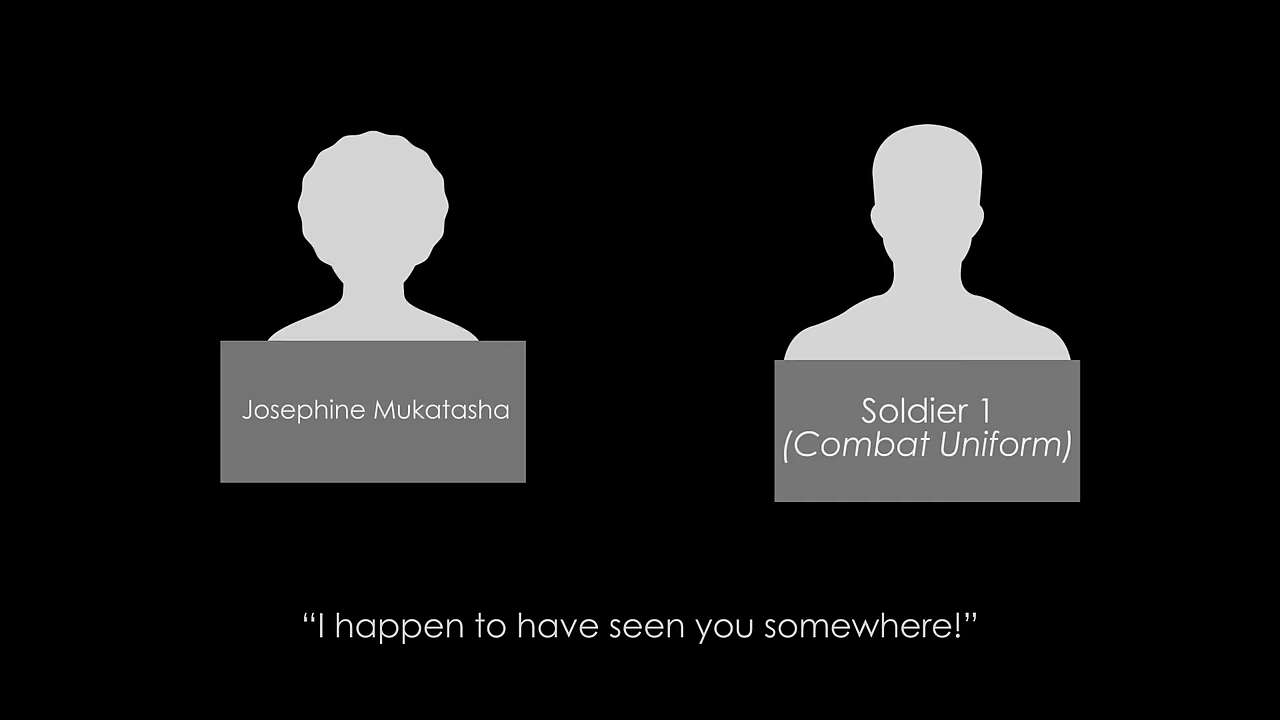 Josephine Mukatasha
Soldier 1
(Combat Uniform)
“I happen to have seen you somewhere!”